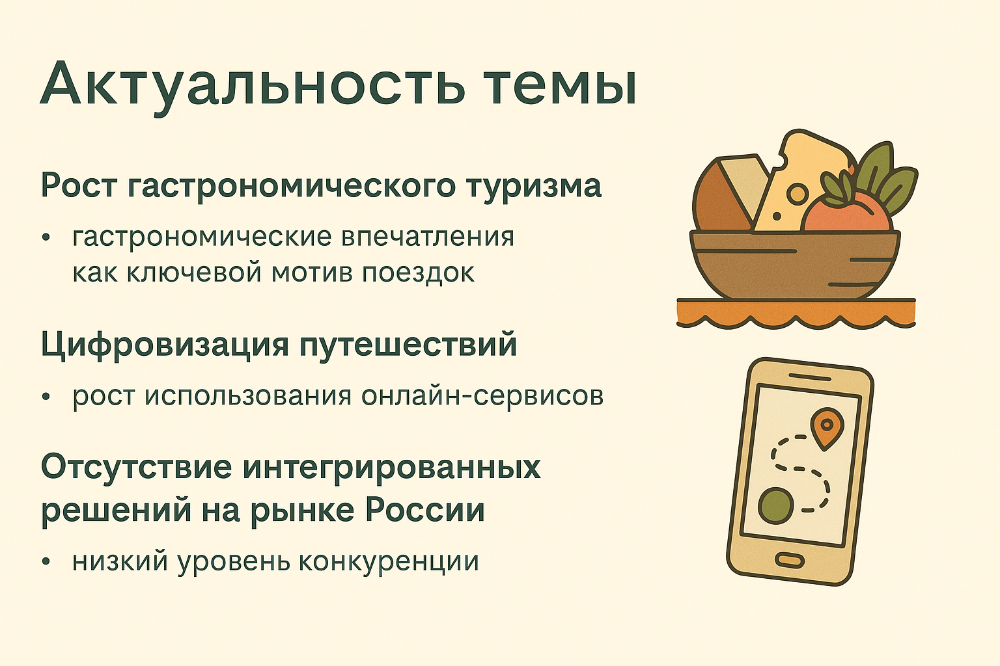 Актуальность темы
Рост гастрономического туризма
• гастрономические впечатления
как ключевой мотив поездок
Цифровизация путешествий
• рост использования онлайн-сервисов
Отсутствие интегрированных
решений на рынке России
• низкий уровень конкуренции